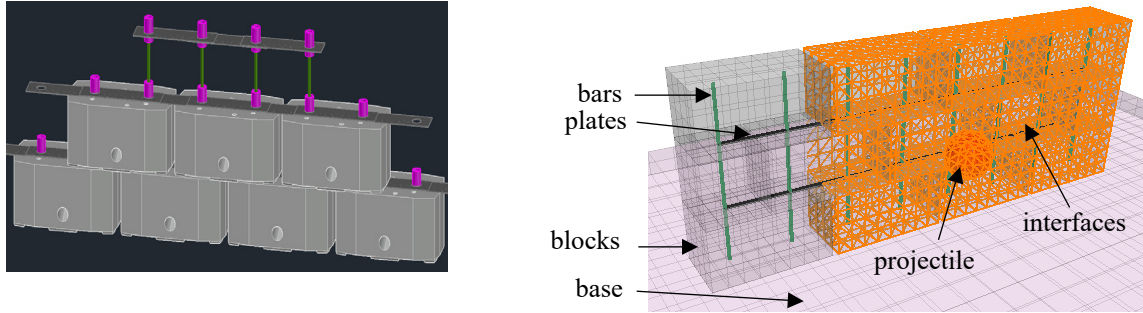 bars
plates
blocks
base
interfaces
projectile